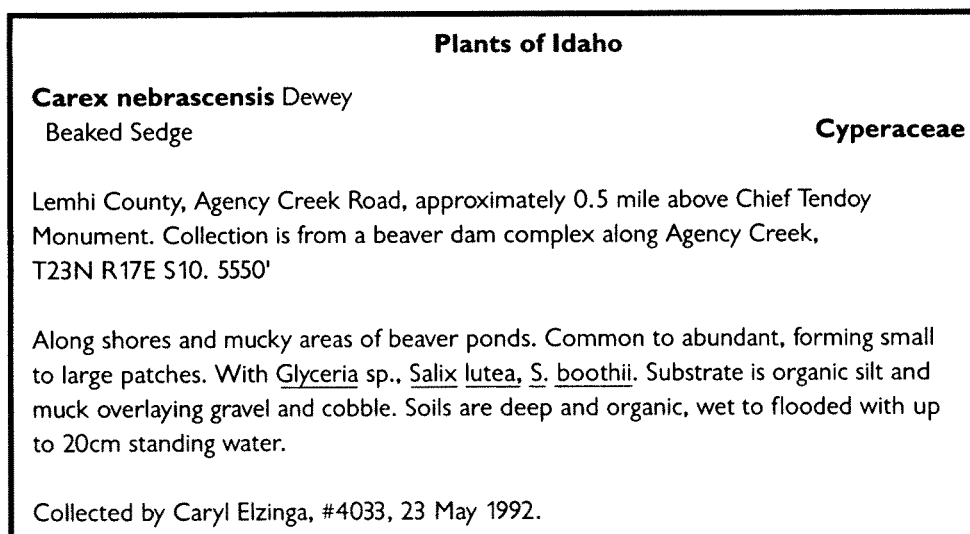 Plants of Idaho
Carex nebrascensis Dewey
Beaked Sedge
Cyperaceae
Lemhi County, Agency Creek Road, approximately 0.5 mile above Chief Tendoy
Monument. Collection is from a beaver dam complex along Agency Creek,
T23N R17E S10. 5550'
Along shores and mucky areas of beaver ponds. Common to abundant, forming small
to large patches. With Glyceria sp., Salix lutea, S. boothii. Substrate is organic silt and
muck overlaying gravel and cobble. Soils are deep and organic, wet to flooded with up
to 20cm standing water.
Collected by Caryl Elzinga, #4033, 23 May 1992.